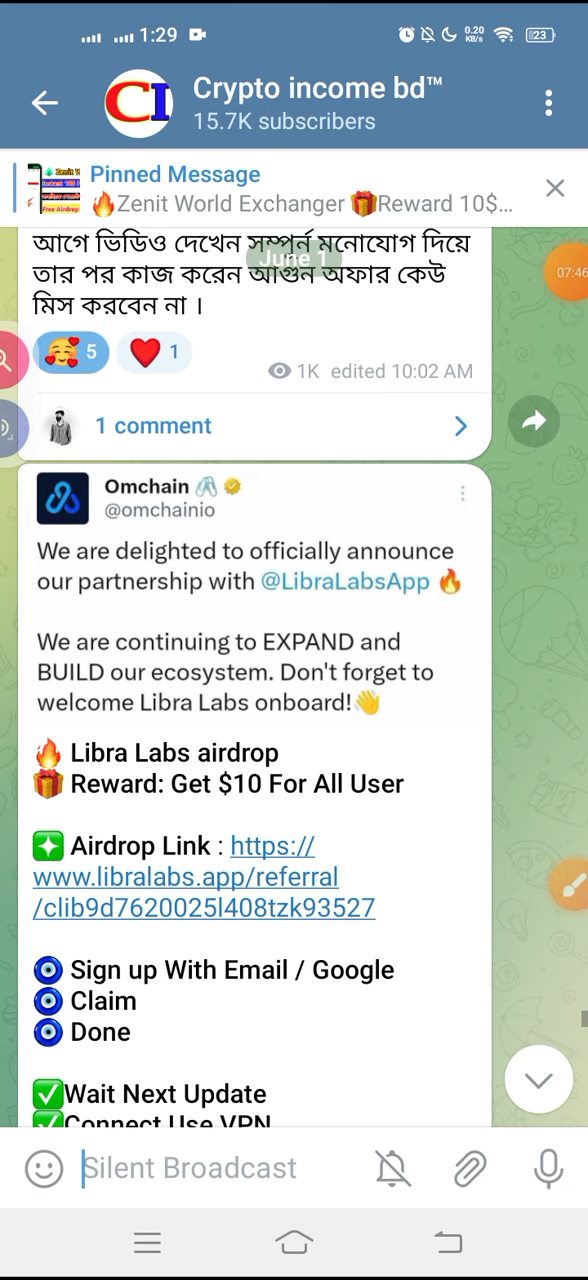 1:29
0.20
KB/s
23
CI
Crypto income bd™
15.7K subscribers
Pinned Message
🔥Zenit World Exchanger 🎁Reward 10$...
আগে ভিডিও দেখেন সম্পূর্ন মনোযোগ দিয়ে
June 1
তার পর কাজ করেন আগুন অফার কেউ
মিস করবেন না ।
07:46
🥰 5 ❤️ 1
1K edited 10:02 AM
1 comment
Omchain
@omchainio
We are delighted to officially announce
our partnership with @LibraLabsApp 🔥
We are continuing to EXPAND and
BUILD our ecosystem. Don't forget to
welcome Libra Labs onboard!👋
🔥 Libra Labs airdrop
🎁 Reward: Get $10 For All User
❇️ Airdrop Link : https://
www.libralabs.app/referral
/clib9d7620025l408tzk93527
🧿 Sign up With Email / Google
🧿 Claim
🧿 Done
✅Wait Next Update
✅Connect Use VPN
Silent Broadcast